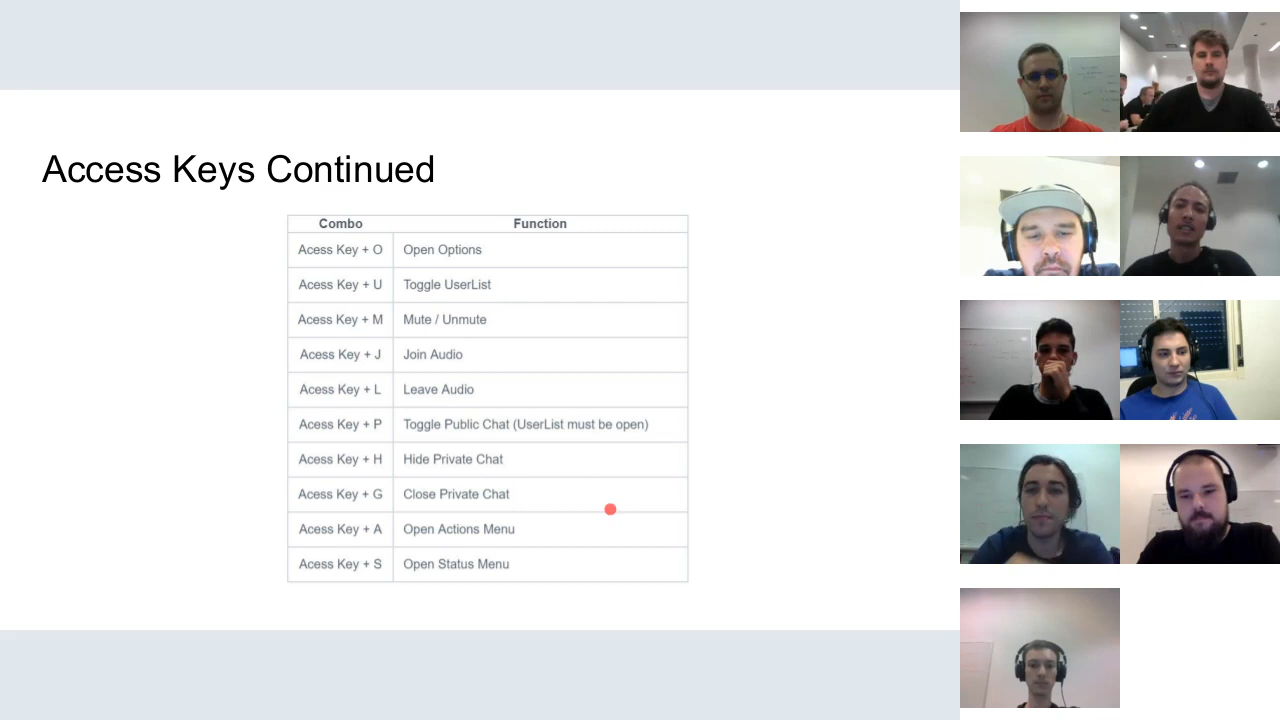 Access Keys Continued
Combo Function
Acess Key + O Open Options
Acess Key + U Toggle UserList
Acess Key + M Mute / Unmute
Acess Key + J Join Audio
Acess Key + L Leave Audio
Acess Key + P Toggle Public Chat (UserList must be open)
Acess Key + H Hide Private Chat
Acess Key + G Close Private Chat
Acess Key + A Open Actions Menu
Acess Key + S Open Status Menu